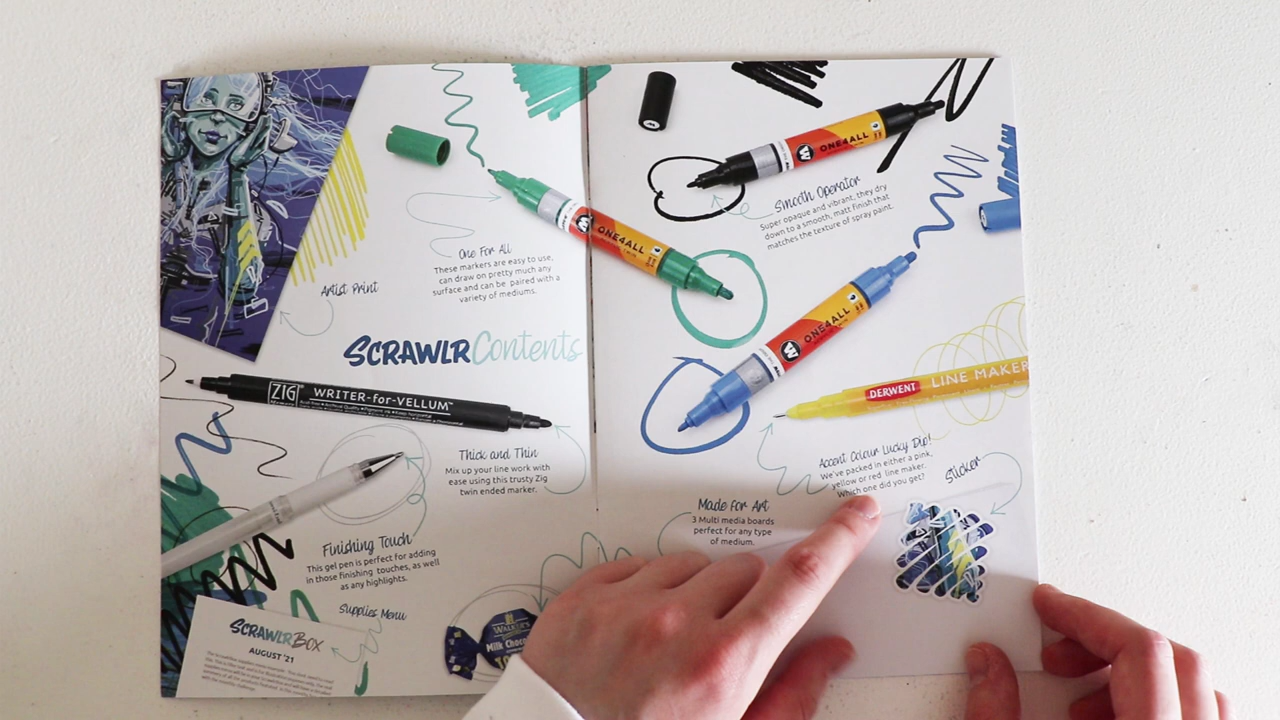 Artist Print
One For All
These markers are easy to use,
can draw on pretty much any
surface and can be paired with a
variety of mediums.
SCRAWLR Contents
ZIG WRITER-for-VELLUM™
Thick and Thin
Mix up your line work with
ease using this trusty Zig
twin ended marker.
Finishing Touch
This gel pen is perfect for adding
in those finishing touches, as well
as any highlights.
Supplies Menu
SCRAWLRBOX
AUGUST '21
WALKER'S
Milk Choco
ONE4ALL
ONE4ALL
Smooth Operator
Super opaque and vibrant, they dry
down to a smooth, matt finish that
matches the texture of spray paint.
ONE4ALL
DERWENT LINE MAKER
Accent Colour Lucky Dip!
We've packed in either a pink,
yellow or red line maker.
Which one did you get?
Sticker
Made for Art
3 Multi media boards
perfect for any type
of medium.